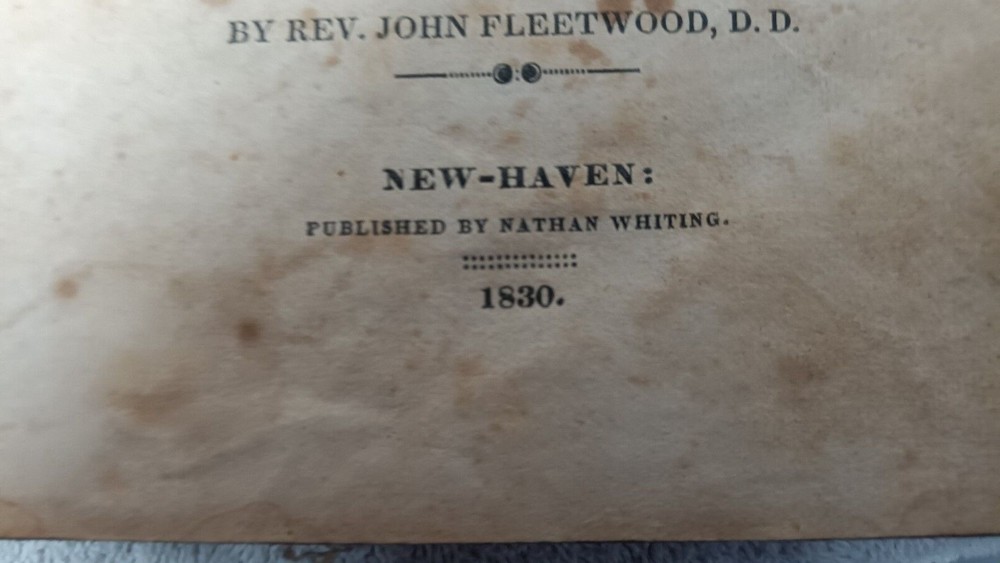 BY REV. JOHN FLEETWOOD, D. D.
NEW-HAVEN:
PUBLISHED BY NATHAN WHITING.
1830.